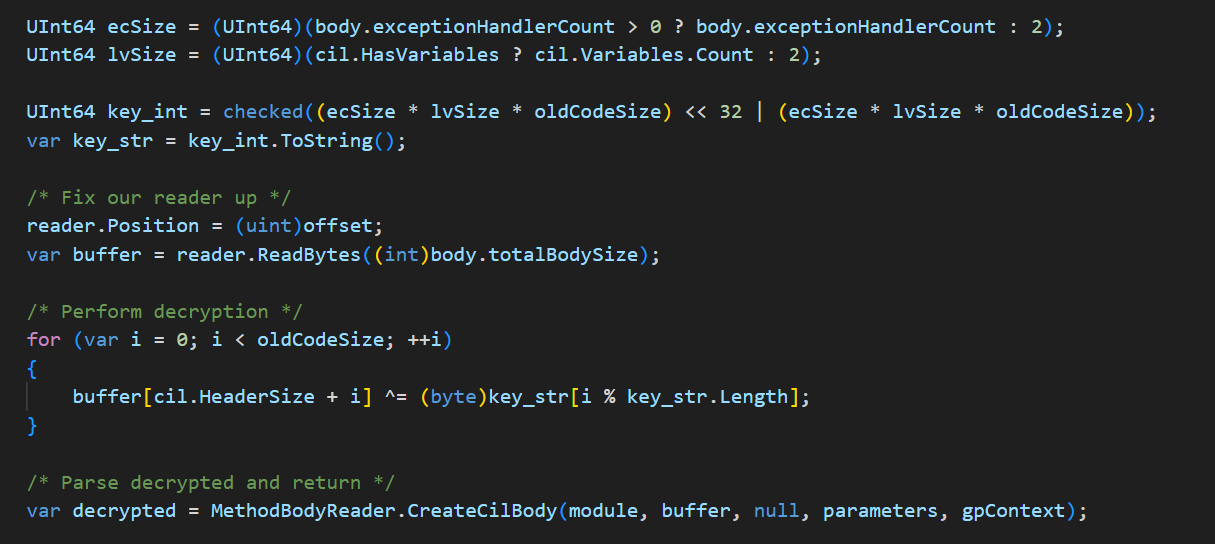 UInt64 ecSize = (UInt64)(body.exceptionHandlerCount > 0 ? body.exceptionHandlerCount : 2);
UInt64 lvSize = (UInt64)(cil.HasVariables ? cil.Variables.Count : 2);
UInt64 key_int = checked((ecSize * lvSize * oldCodeSize) << 32 | (ecSize * lvSize * oldCodeSize));
var key_str = key_int.ToString();
/* Fix our reader up */
reader.Position = (uint)offset;
var buffer = reader.ReadBytes((int)body.totalBodySize);
/* Perform decryption */
for (var i = 0; i < oldCodeSize; ++i)
{
buffer[cil.HeaderSize + i] ^= (byte)key_str[i % key_str.Length];
}
/* Parse decrypted and return */
var decrypted = MethodBodyReader.CreateCilBody(module, buffer, null, parameters, gpContext);